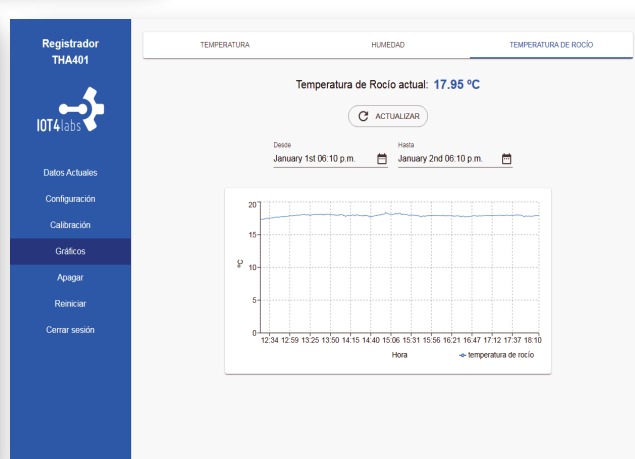 Registrador
THA401
IOT4labs
Datos Actuales
Configuración
Calibración
Gráficos
Apagar
Reiniciar
Cerrar sesión
TEMPERATURA
HUMEDAD
TEMPERATURA DE ROCÍO
Temperatura de Rocío actual: 17.95 ºC
ACTUALIZAR
Desde
January 1st 06:10 p.m.
Hasta
January 2nd 06:10 p.m.
20
15
10
5
0
ºC
12:34 12:59 13:25 13:50 14:15 14:40 15:06 15:31 15:56 16:21 16:47 17:12 17:37 18:10
Hora
temperatura de rocío